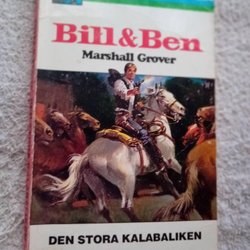 Bill&Ben
Marshall Grover
DEN STORA KALABALIKEN